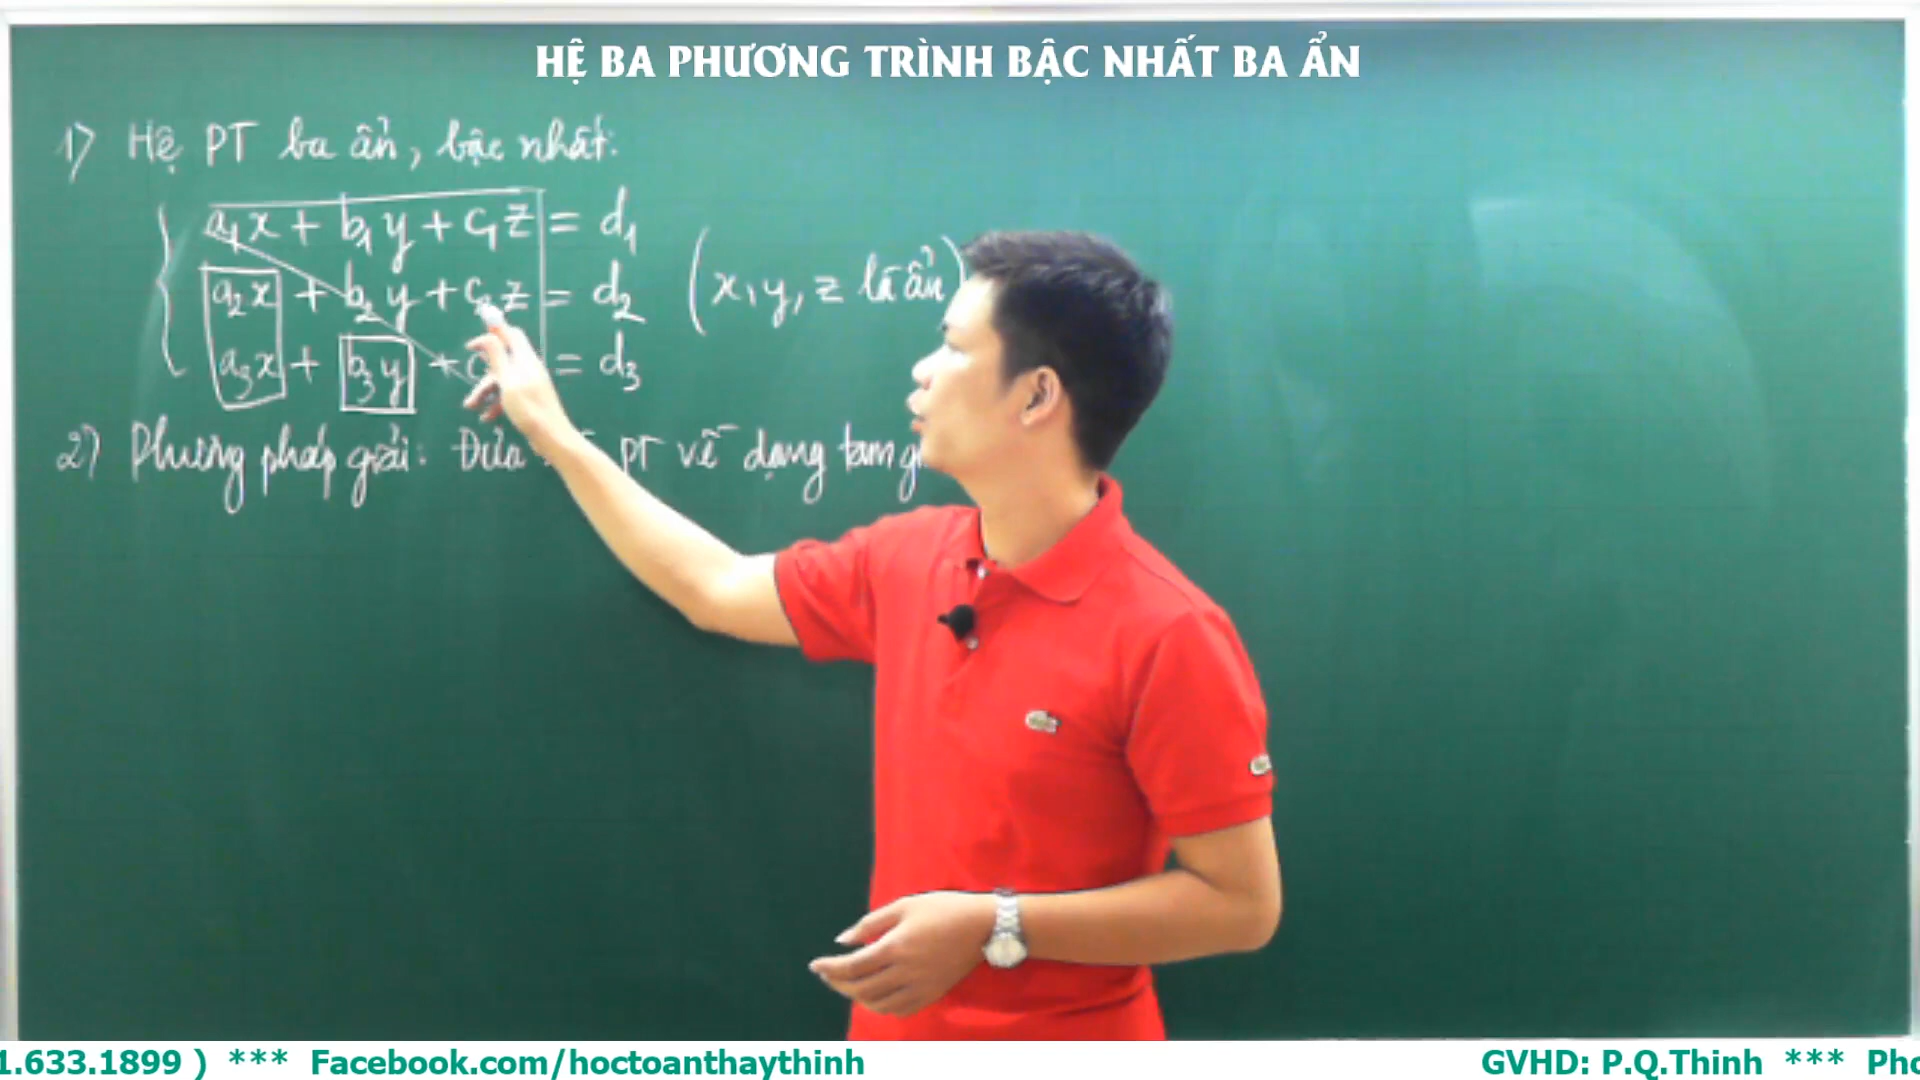 HỆ BA PHƯƠNG TRÌNH BẬC NHẤT BA ẨN
1) Hệ PT ba ẩn, bậc nhất:
a₁x + b₁y + c₁z = d₁
a₂x + b₂y + c₂z = d₂ (x, y, z là ẩn)
a₃x + b₃y + = d₃
2) Phương pháp giải: Đưa PT về dạng tam
1.633.1899 ) *** Facebook.com/hoctoanthaythinh GVHD: P.Q.Thinh *** Pho